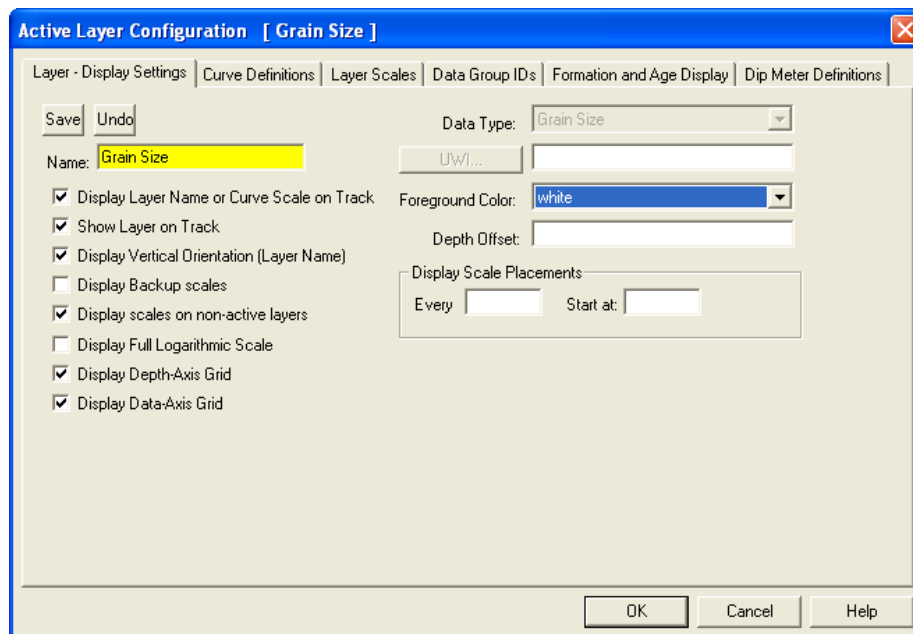 Active Layer Configuration [ Grain Size ]
Layer - Display Settings Curve Definitions Layer Scales Data Group IDs Formation and Age Display Dip Meter Definitions
Save Undo
Name: Grain Size
Display Layer Name or Curve Scale on Track
Show Layer on Track
Display Vertical Orientation (Layer Name)
Display Backup scales
Display scales on non-active layers
Display Full Logarithmic Scale
Display Depth-Axis Grid
Display Data-Axis Grid
Data Type: Grain Size
UWI...
Foreground Color: white
Depth Offset:
Display Scale Placements
Every Start at:
OK Cancel Help